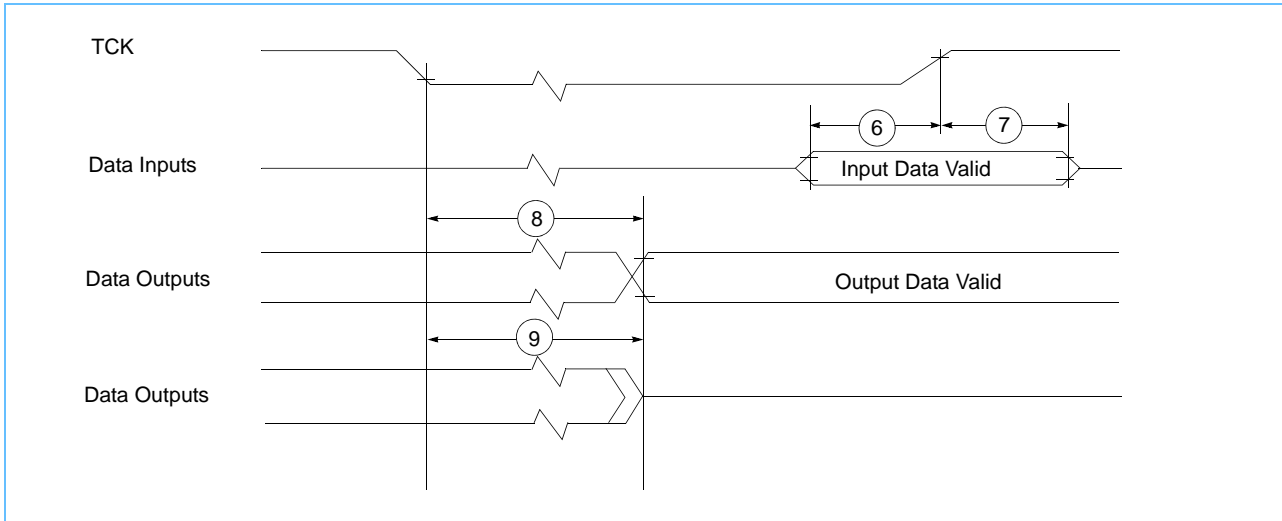 TCK
6
7
Data Inputs
Input Data Valid
8
Data Outputs
Output Data Valid
9
Data Outputs